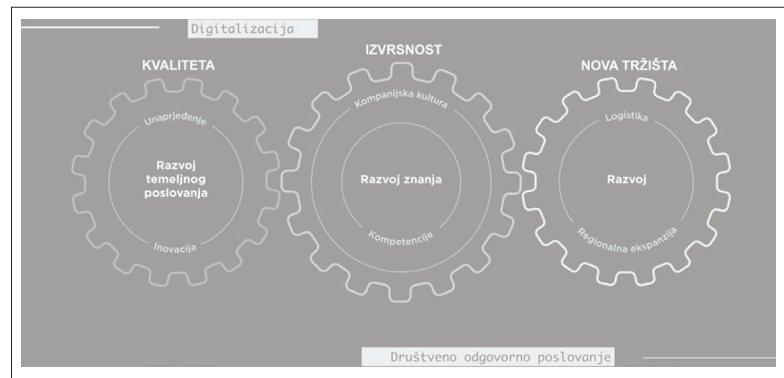 Digitalizacija
KVALITETA
Unaprjeđenje
Razvoj
temeljnog
poslovanja
Inovacija
IZVRSNOST
Kompanijska kultura
Razvoj znanja
Kompetencije
NOVA TRŽIŠTA
Logistika
Razvoj
Regionalna ekspanzija
Društveno odgovorno poslovanje